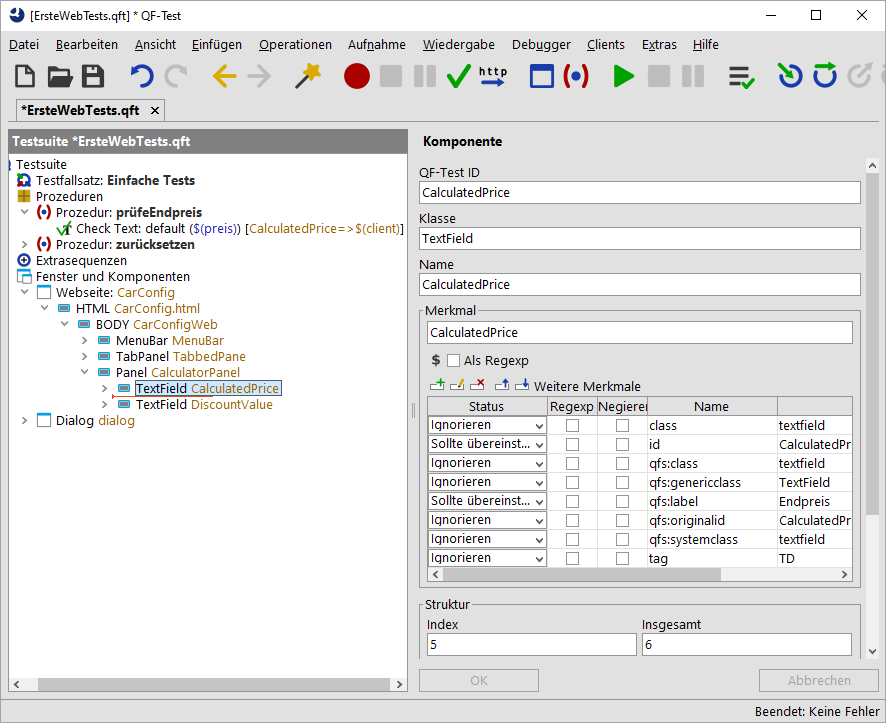 [ErsteWebTests.qft] * QF-Test
Datei Bearbeiten Ansicht Einfügen Operationen Aufnahme Wiedergabe Debugger Clients Extras Hilfe
http
*ErsteWebTests.qft
Testsuite *ErsteWebTests.qft
Testsuite
Testfallsatz: Einfache Tests
Prozeduren
Prozedur: prüfeEndpreis
Check Text: default ($(preis)) [CalculatedPrice=>$(client)]
Prozedur: zurücksetzen
Extrasequenzen
Fenster und Komponenten
Webseite: CarConfig
HTML CarConfig.html
BODY CarConfigWeb
MenuBar MenuBar
TabPanel TabbedPane
Panel CalculatorPanel
TextField CalculatedPrice
TextField DiscountValue
Dialog dialog
Komponente
QF-Test ID
CalculatedPrice
Klasse
TextField
Name
CalculatedPrice
Merkmal
CalculatedPrice
$ Als Regexp
Weitere Merkmale
Status Regexp Negieren Name
Ignorieren class textfield
Sollte übereinst... id CalculatedPr
Ignorieren qfs:class textfield
Ignorieren qfs:genericclass TextField
Sollte übereinst... qfs:label Endpreis
Ignorieren qfs:originalid CalculatedPr
Ignorieren qfs:systemclass textfield
Ignorieren tag TD
Struktur
Index Insgesamt
5 6
OK Abbrechen
Beendet: Keine Fehler